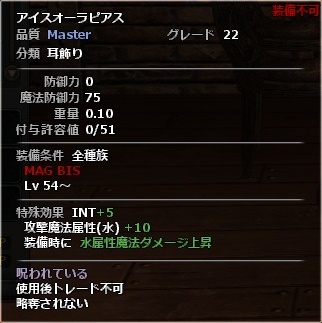 装備不可
アイスオーラピアス
品質 Master グレード 22
分類 耳飾り
防御力 0
魔法防御力 75
重量 0.10
付与許容値 0/51
装備条件 全種族
MAG BIS
Lv 54～
特殊効果 INT+5
攻撃魔法属性(水) +10
装備時に 水属性魔法ダメージ上昇
呪われている
使用後トレード不可
略奪されない